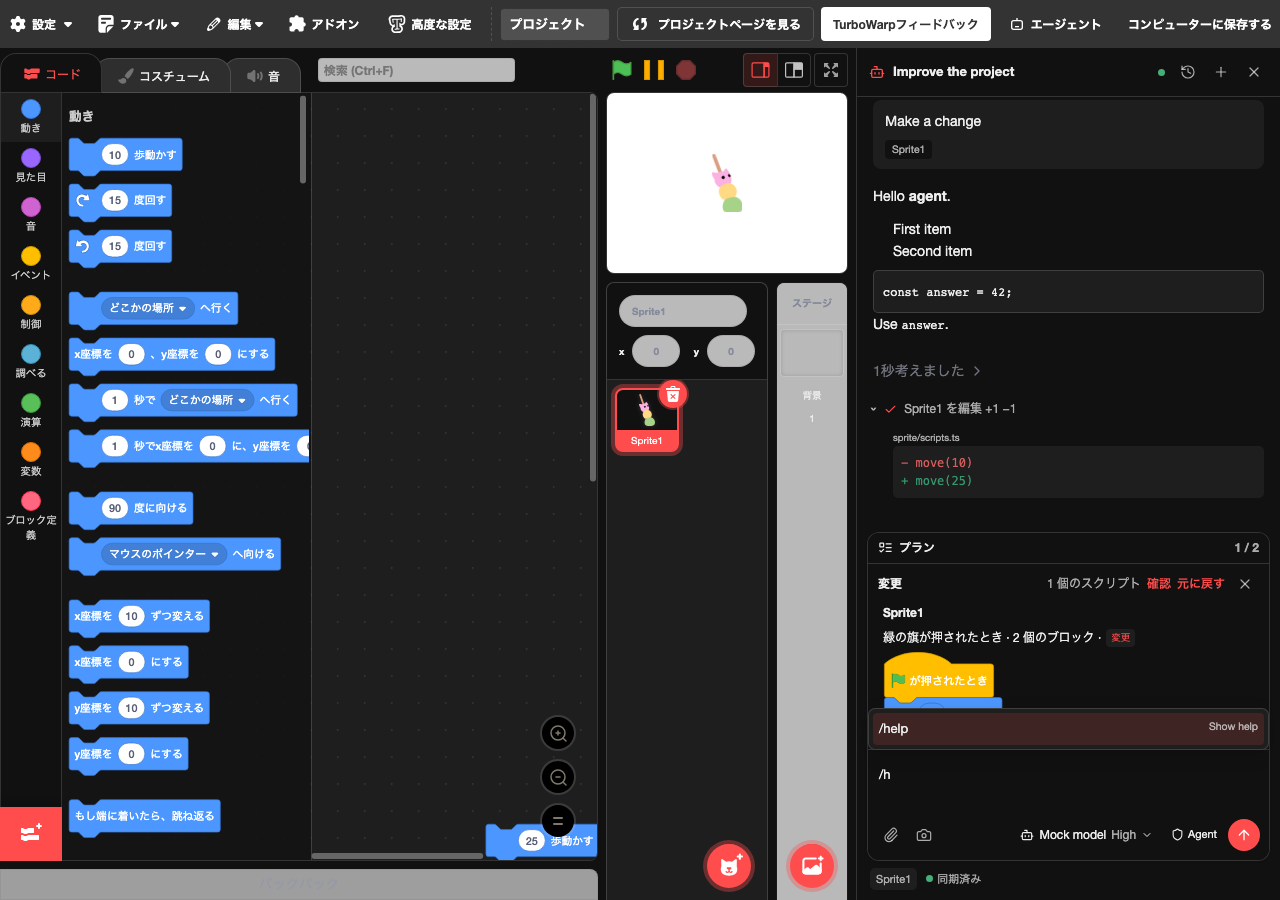 設定
ファイル
編集
アドオン
高度な設定
プロジェクト
プロジェクトページを見る
TurboWarpフィードバック
エージェント
コンピューターに保存する
コード
コスチューム
音
検索 (Ctrl+F)
動き
見た目
音
イベント
制御
調べる
演算
変数
ブロック定
義
動き
10 歩動かす
15 度回す
15 度回す
どこかの場所 へ行く
x座標を 0 、y座標を 0 にする
1 秒で どこかの場所 へ行く
1 秒でx座標を 0 に、y座標を
90 度に向ける
マウスのポインター へ向ける
x座標を 10 ずつ変える
x座標を 0 にする
y座標を 10 ずつ変える
y座標を 0 にする
もし端に着いたら、跳ね返る
25 歩動かす
バックパック
Sprite1
x 0 y 0
Sprite1
ステージ
背景
1
Improve the project
Make a change
Sprite1
Hello agent.
First item
Second item
const answer = 42;
Use answer.
1秒考えました
Sprite1 を編集 +1 −1
sprite/scripts.ts
− move(10)
+ move(25)
プラン 1 / 2
変更 1 個のスクリプト 確認 元に戻す
Sprite1
緑の旗が押されたとき · 2 個のブロック · 変更
が押されたとき
/help Show help
/h
Mock model High Agent
Sprite1 同期済み